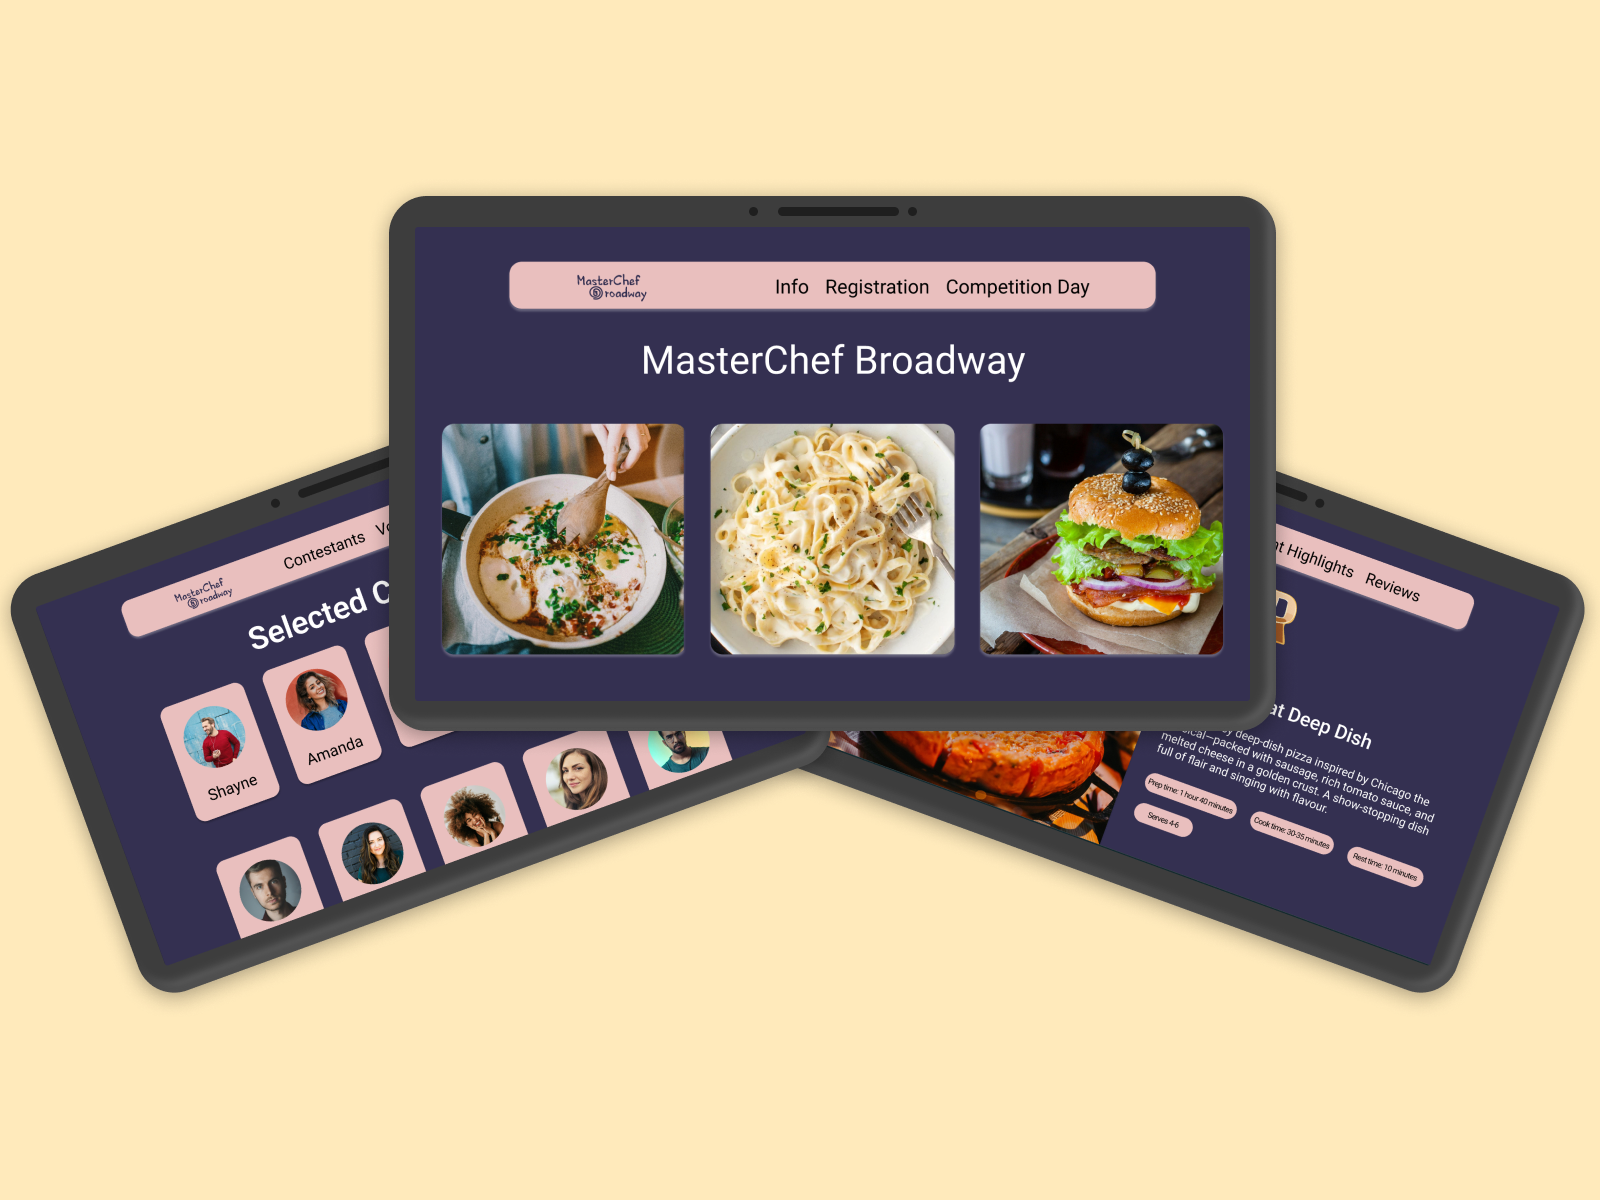 MasterChef
Broadway
Info Registration Competition Day
MasterChef Broadway
MasterChef
Broadway
Contestants
Selected
Shayne
Amanda
Highlights Reviews
Deep Dish
deep-dish pizza inspired by Chicago the
packed with sausage, rich tomato sauce, and
melted cheese in a golden crust. A show-stopping dish
full of flair and singing with flavour.
Prep time: 1 hour 40 minutes
Cook time: 30-35 minutes
Rest time: 10 minutes
Serves 4-6